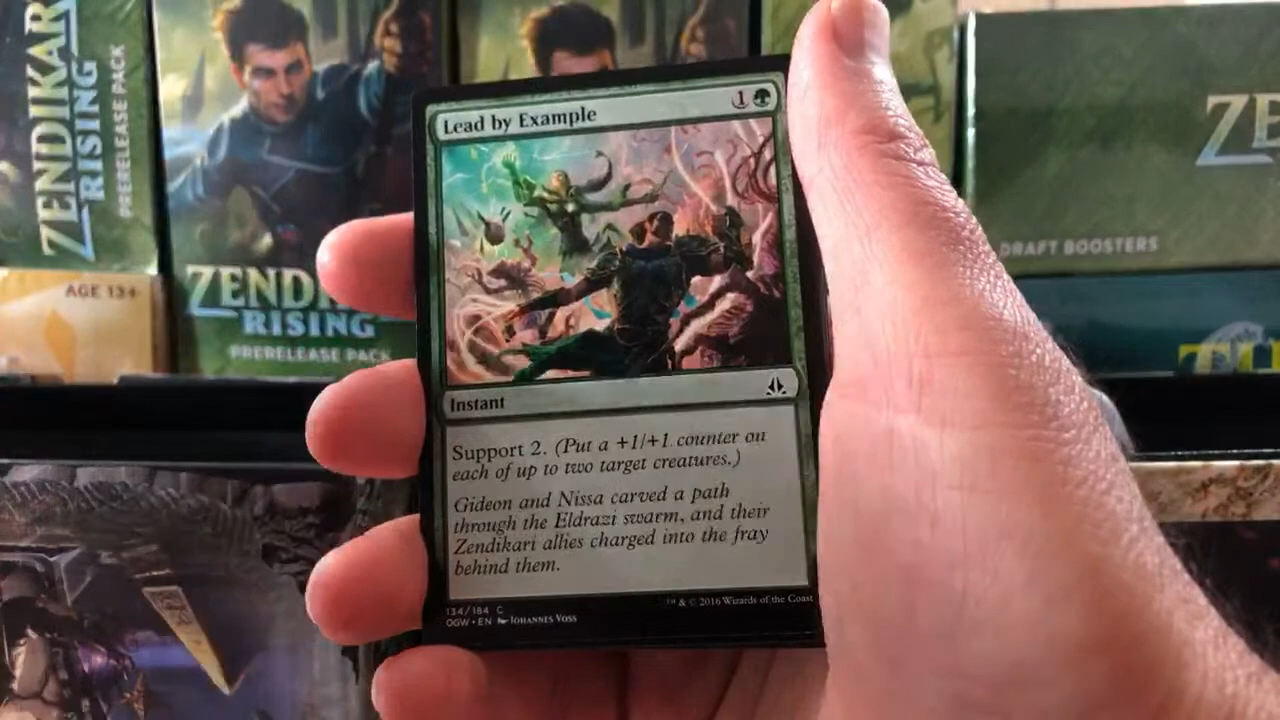 ZENDIKAR
RISING
PRERELEASE PACK
AGE 13+
RISING
PRERELEASE PACK
DRAFT BOOSTERS
Lead by Example
1
Instant
Support 2. (Put a +1/+1 counter on
each of up to two target creatures.)
Gideon and Nissa carved a path
through the Eldrazi swarm, and their
Zendikari allies charged into the fray
behind them.
134/184 C
OGW • EN Johannes Voss
™ & © 2016 Wizards of the Coast